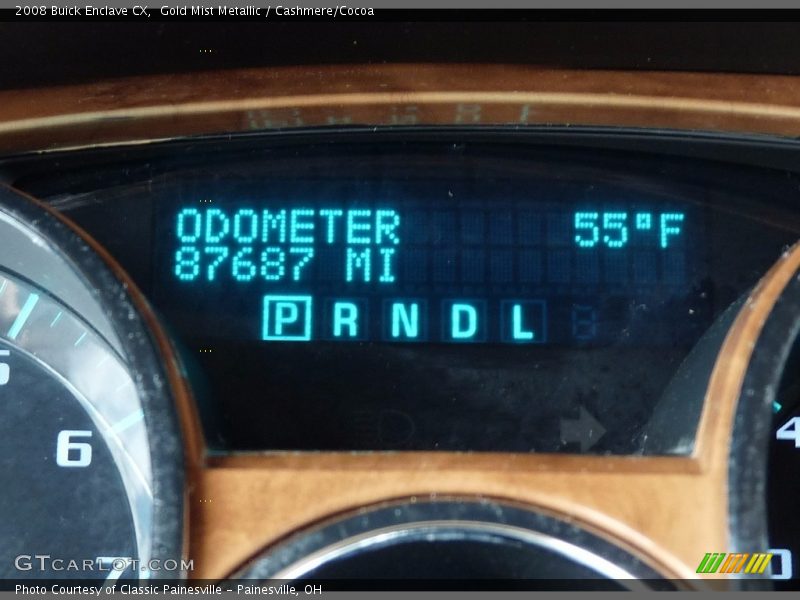 2008 Buick Enclave CX,  Gold Mist Metallic / Cashmere/Cocoa
ODOMETER 55°F
87687 MI
P R N D L
6
4
GTCARLOT.COM
Photo Courtesy of Classic Painesville - Painesville, OH